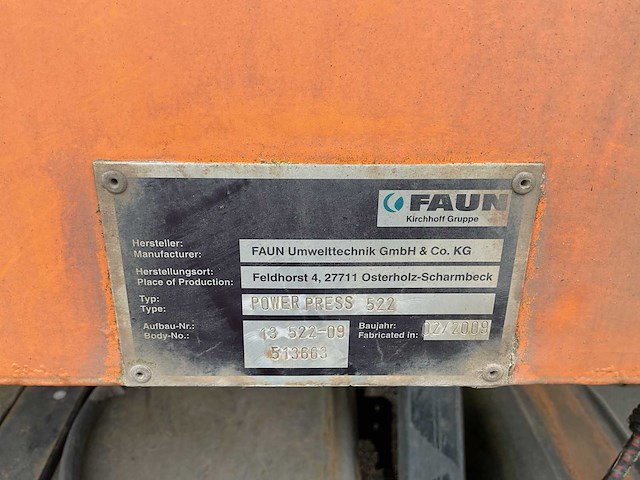 FAUN
Kirchhoff Gruppe
Hersteller:
Manufacturer: FAUN Umwelttechnik GmbH & Co. KG
Herstellungsort:
Place of Production: Feldhorst 4, 27711 Osterholz-Scharmbeck
Typ:
Type: POWER PRESS 522
Aufbau-Nr.: 13 522-09 Baujahr:
Body-No.: 513663 Fabricated in: 12/2009